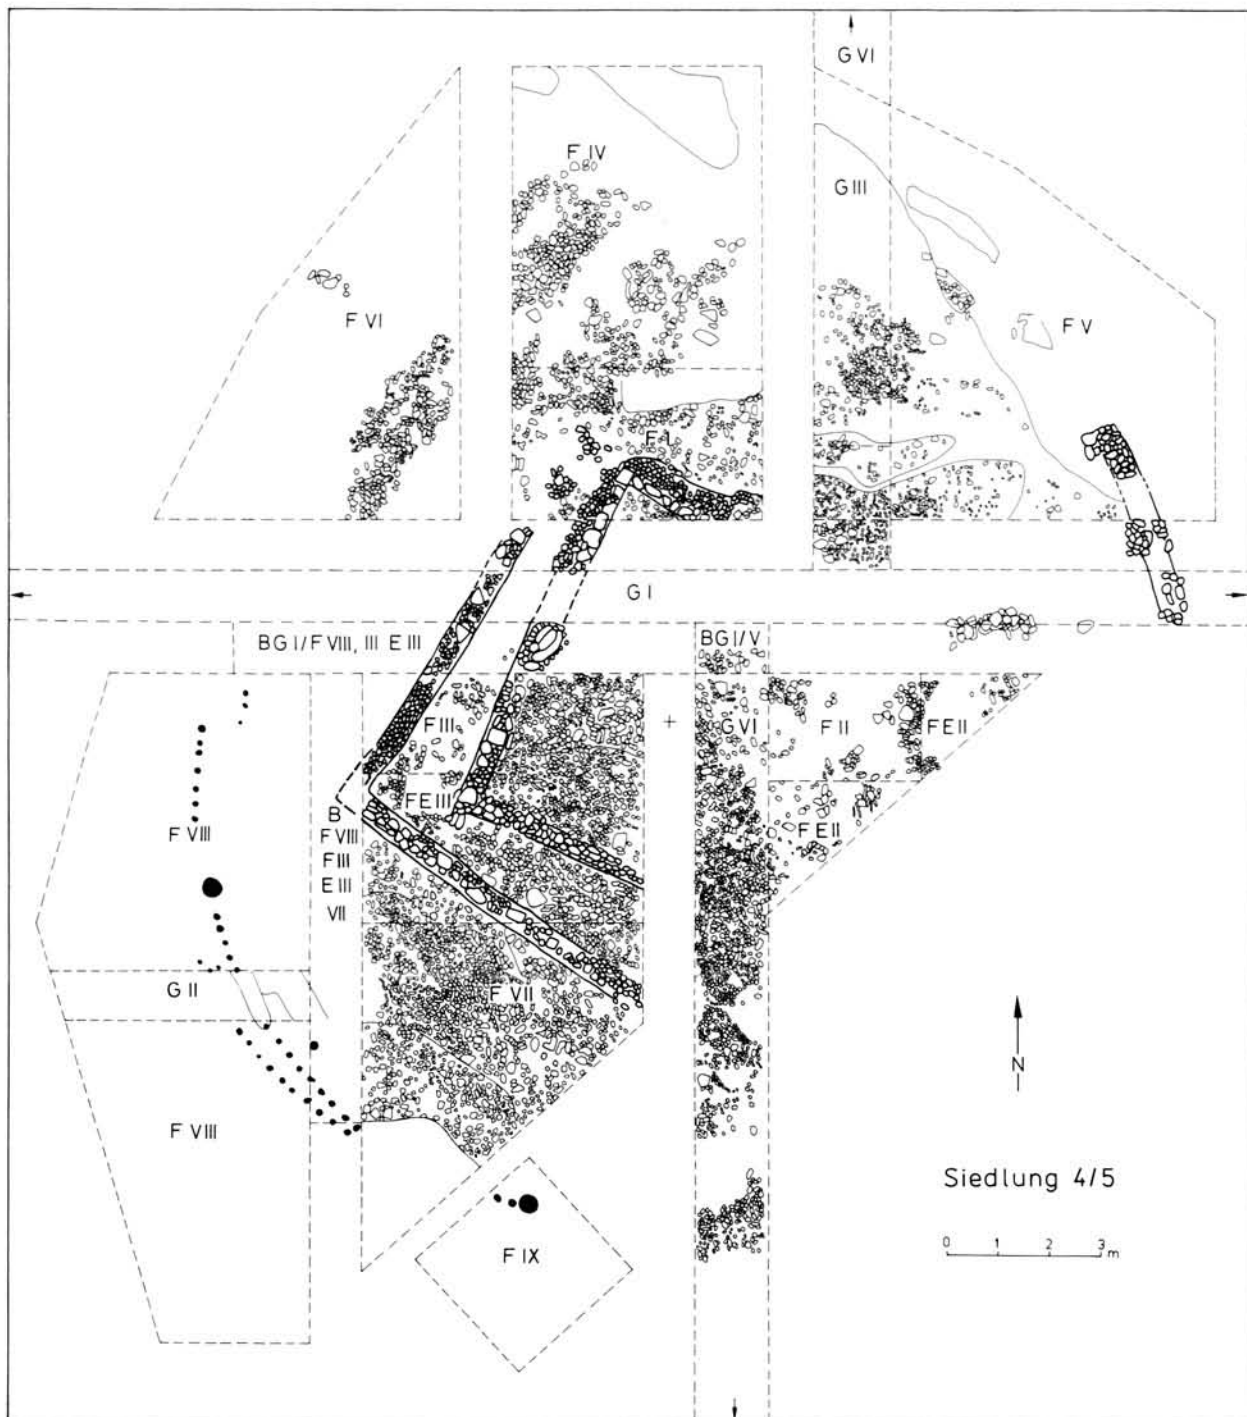 G VI
F IV
G III
F VI
F V
F I
G I
BG I/F VIII, III E III
BG I/V
F III
G VI
F II
FE II
FE III
B
F VIII
F VIII
F III
FE II
E III
VII
G II
F VII
N
F VIII
Siedlung 4/5
0 1 2 3 m
F IX